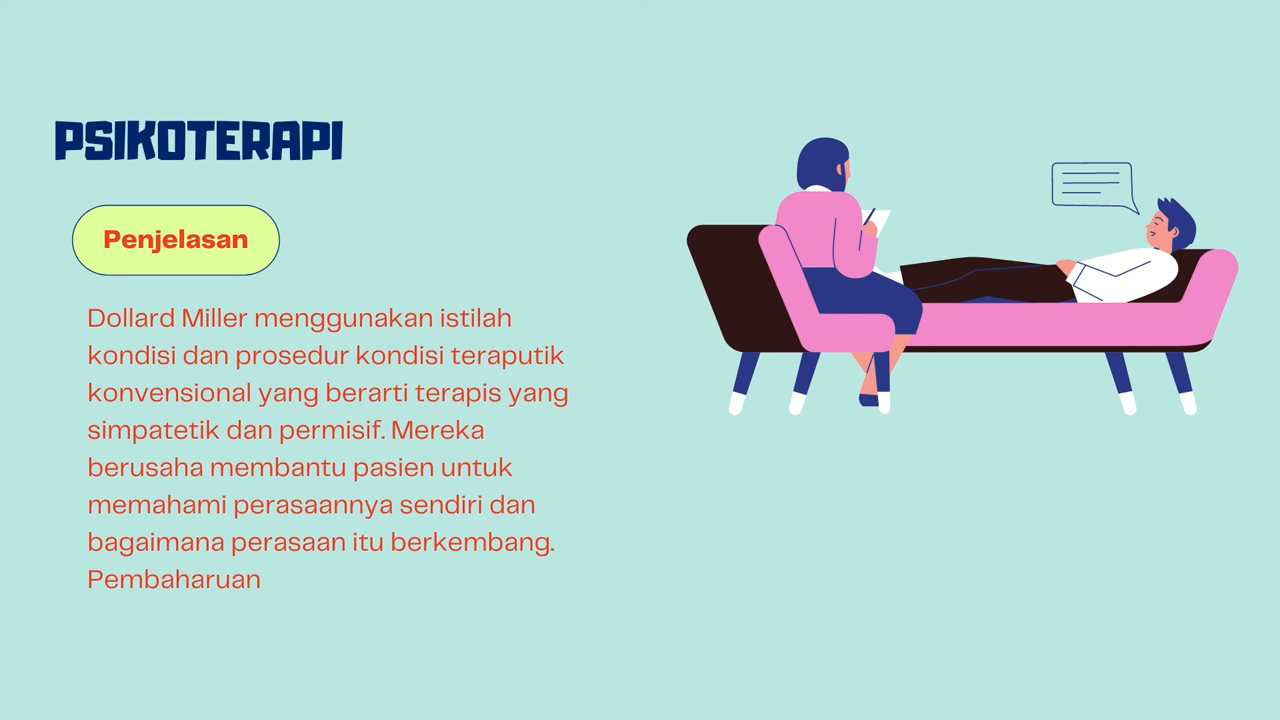 PSIKOTERAPI
Penjelasan
Dollard Miller menggunakan istilah
kondisi dan prosedur kondisi teraputik
konvensional yang berarti terapis yang
simpatetik dan permisif. Mereka
berusaha membantu pasien untuk
memahami perasaannya sendiri dan
bagaimana perasaan itu berkembang.
Pembaharuan